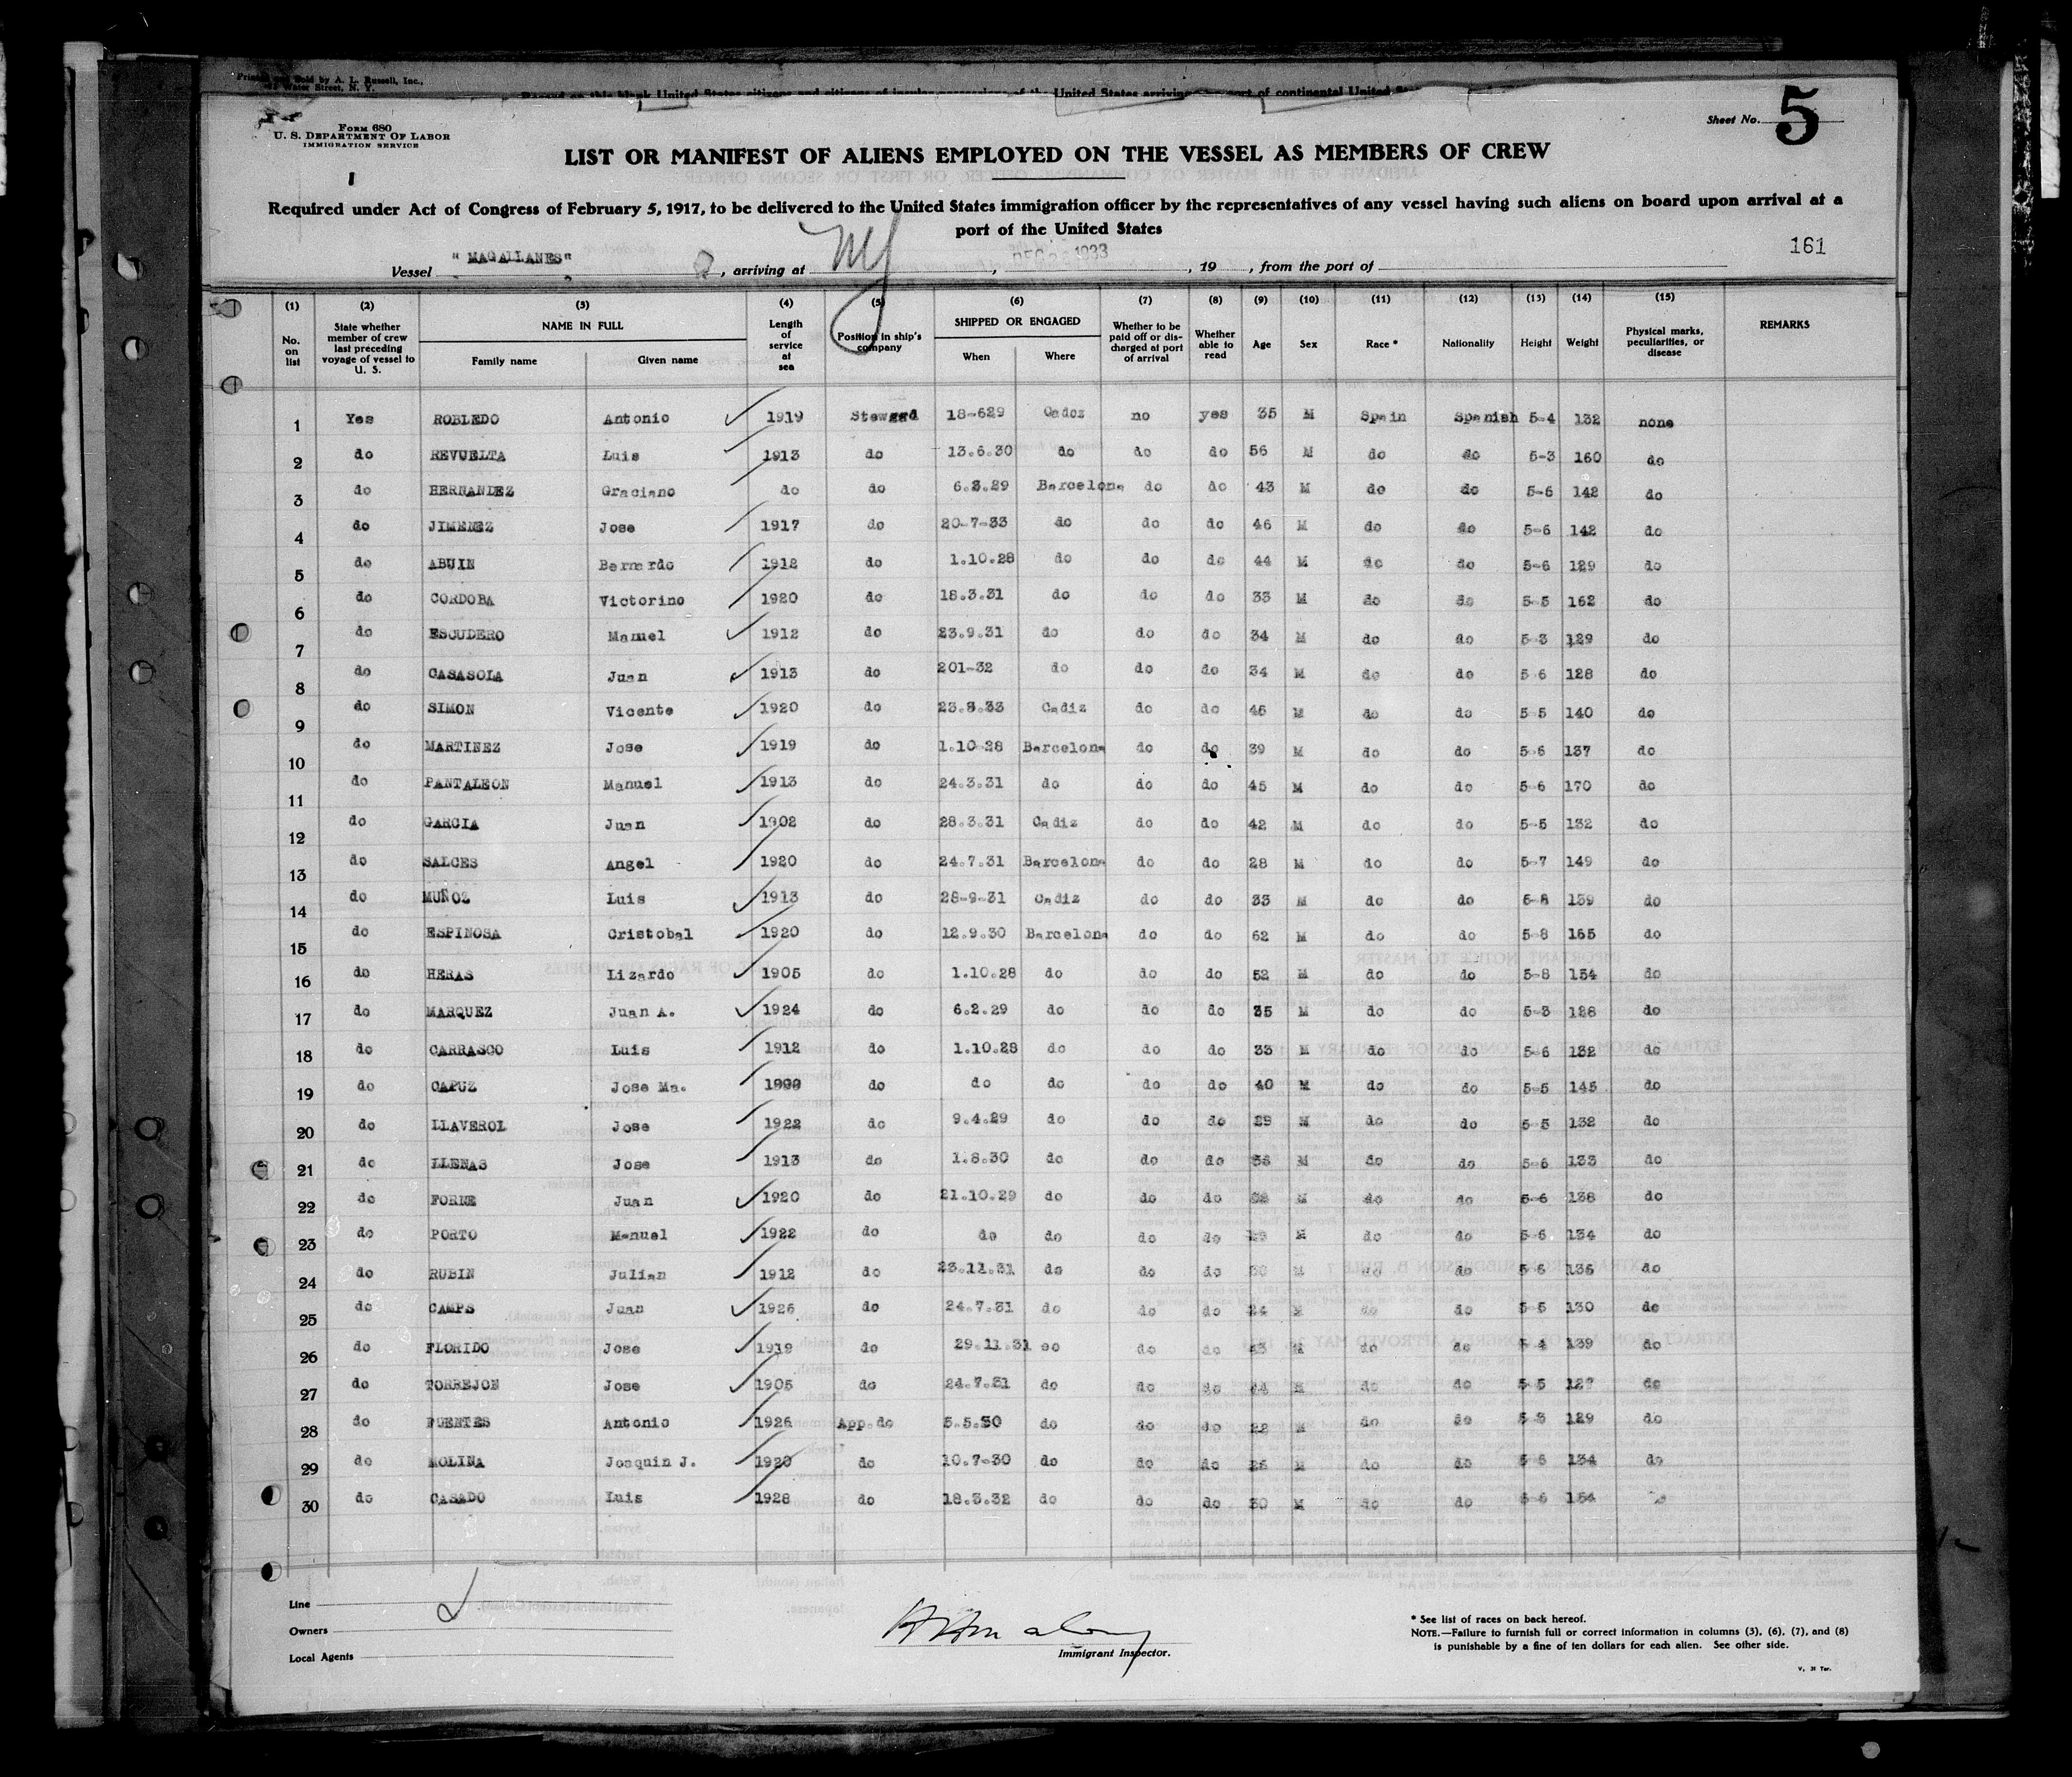 Printed and Sold by A. L. Russell, Inc.,
Water Street, N. Y.
Form 680
U. S. DEPARTMENT OF LABOR
IMMIGRATION SERVICE
Sheet No. 5
LIST OR MANIFEST OF ALIENS EMPLOYED ON THE VESSEL AS MEMBERS OF CREW
Required under Act of Congress of February 5, 1917, to be delivered to the United States immigration officer by the representatives of any vessel having such aliens on board upon arrival at a
port of the United States
161
Vessel "MAGALLANES", arriving at NY, DEC 1933, 19 , from the port of
(1) (2) (3) (4) (5) (6) (7) (8) (9) (10) (11) (12) (13) (14) (15)
No. on list State whether member of crew last preceding voyage of vessel to U. S. NAME IN FULL Family name Given name Length of service at sea Position in ship's company SHIPPED OR ENGAGED When Where Whether to be paid off or discharged at port of arrival Whether able to read Age Sex Race * Nationality Height Weight Physical marks, peculiarities, or disease REMARKS
1 Yes ROBLEDO Antonio 1919 Steward 18-629 Cadoz no yes 35 M Spain Spanish 5-4 132 none
2 do REVUELTA Luis 1913 do 13.6.30 do do do 56 M do do 5-3 160 do
3 do HERNANDEZ Graciano do do 6.3.29 Barcelona do do 43 M do do 5-6 142 do
4 do JIMENEZ Jose 1917 do 20-7-33 do do do 46 M do do 5-6 142 do
5 do ABUIN Bernardo 1912 do 1.10.28 do do do 44 M do do 5-6 129 do
6 do CORDOBA Victorino 1920 do 18.3.31 do do do 33 M do do 5-5 162 do
7 do ESCUDERO Manuel 1912 do 23.9.31 do do do 34 M do do 5-3 129 do
8 do CASASOLA Juan 1913 do 201-32 do do do 34 M do do 5 6 128 do
9 do SIMON Vicente 1920 do 23.8.33 Cadiz do do 45 M do do 5-5 140 do
10 do MARTINEZ Jose 1919 do 1.10-28 Barcelona do do 39 M do do 5-6 137 do
11 do PANTALEON Manuel 1913 do 24.3.31 do do do 45 M do do 5 6 170 do
12 do GARCIA Juan 1902 do 28.3.31 Cadiz do do 42 M do do 5-5 132 do
13 do SALCES Angel 1920 do 24.7.31 Barcelona do do 28 M do do 5-7 149 do
14 do MUÑOZ Luis 1913 do 28-9-31 Cadiz do do 33 M do do 5-8 139 do
15 do ESPINOSA Cristobal 1920 do 12.9.30 Barcelona do do 62 M do do 5-8 165 do
16 do HERAS Lizardo 1905 do 1.10.28 do do do 52 M do do 5-8 154 do
17 do MARQUEZ Juan A. 1924 do 6.2.29 do do do 35 M do do 5-3 128 do
18 do CARRASCO Luis 1912 do 1.10.28 do do do 33 M do do 5-6 132 do
19 do CAPUZ Jose Ma. do do do do do 40 M do do 5-5 145 do
20 do LLAVEROL Jose 1922 do 9.4.29 do do do 29 M do do 5-5 132 do
21 do LLENAS Jose 1913 do 1.8.30 do do do M do do 5-6 133 do
22 do FORNE Juan 1920 do 21.10.29 do do do M do do 5-6 138 do
23 do PORTO Manuel 1922 do do do do do M do do 5-6 134 do
24 do RUBIN Julian 1912 do 23.11.31 do do do M do do 5-6 136 do
25 do CAMPS Juan 1926 do 24.7.31 do do do 24 M do do 5-5 130 do
26 do FLORIDO Jose 1919 do 29.11.31 eo do do 43 M do do 5-4 139 do
27 do TORREJON Jose 1905 do 24.7.31 do do do 44 M do do 5-5 do
28 do FUENTES Antonio 1926 App.do 5.5.30 do do do 22 M do do 5-3 129 do
29 do MOLINA Joaquin J. 1920 do 10.7-30 do do do M do do 134 do
30 do CASADO Luis 1928 do 18.3.32 do do do 30 M do do 154
Line
Owners
Local Agents
Immigrant Inspector.
* See list of races on back hereof.
NOTE.—Failure to furnish full or correct information in columns (3), (6), (7), and (8)
is punishable by a fine of ten dollars for each alien. See other side.